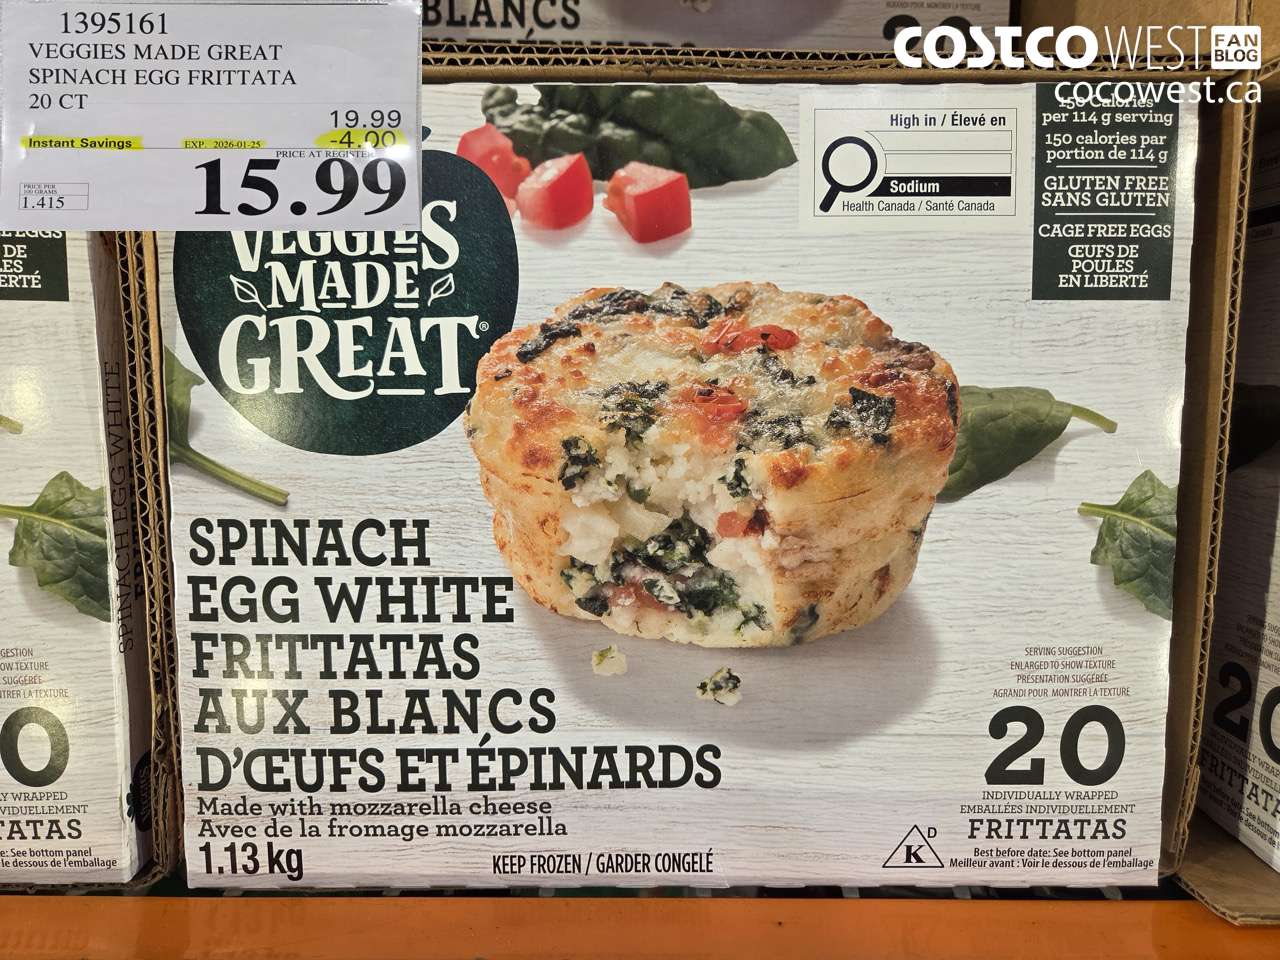 1395161
VEGGIES MADE GREAT
SPINACH EGG FRITTATA
20 CT
19.99
Instant Savings EXP. 2026-01-25 -4.00
PRICE AT REGISTER
15.99
PRICE PER
100 GRAMS
1.415
BLANCS
COSTCO WEST FAN BLOG
cocowest.ca
High in / Élevé en
Sodium
Health Canada / Santé Canada
150 Calories
per 114 g serving
150 calories par
portion de 114 g
GLUTEN FREE
SANS GLUTEN
CAGE FREE EGGS
ŒUFS DE
POULES
EN LIBERTÉ
VEGGIES
MADE
GREAT®
SPINACH
EGG WHITE
FRITTATAS
AUX BLANCS
D'ŒUFS ET ÉPINARDS
Made with mozzarella cheese
Avec de la fromage mozzarella
1.13 kg
KEEP FROZEN / GARDER CONGELÉ
SERVING SUGGESTION
ENLARGED TO SHOW TEXTURE
PRÉSENTATION SUGGÉRÉE
AGRANDI POUR MONTRER LA TEXTURE
20
INDIVIDUALLY WRAPPED
EMBALLÉES INDIVIDUELLEMENT
FRITTATAS
K D
Best before date: See bottom panel
Meilleur avant : Voir le dessous de l'emballage
SPINACH EGG WHITE